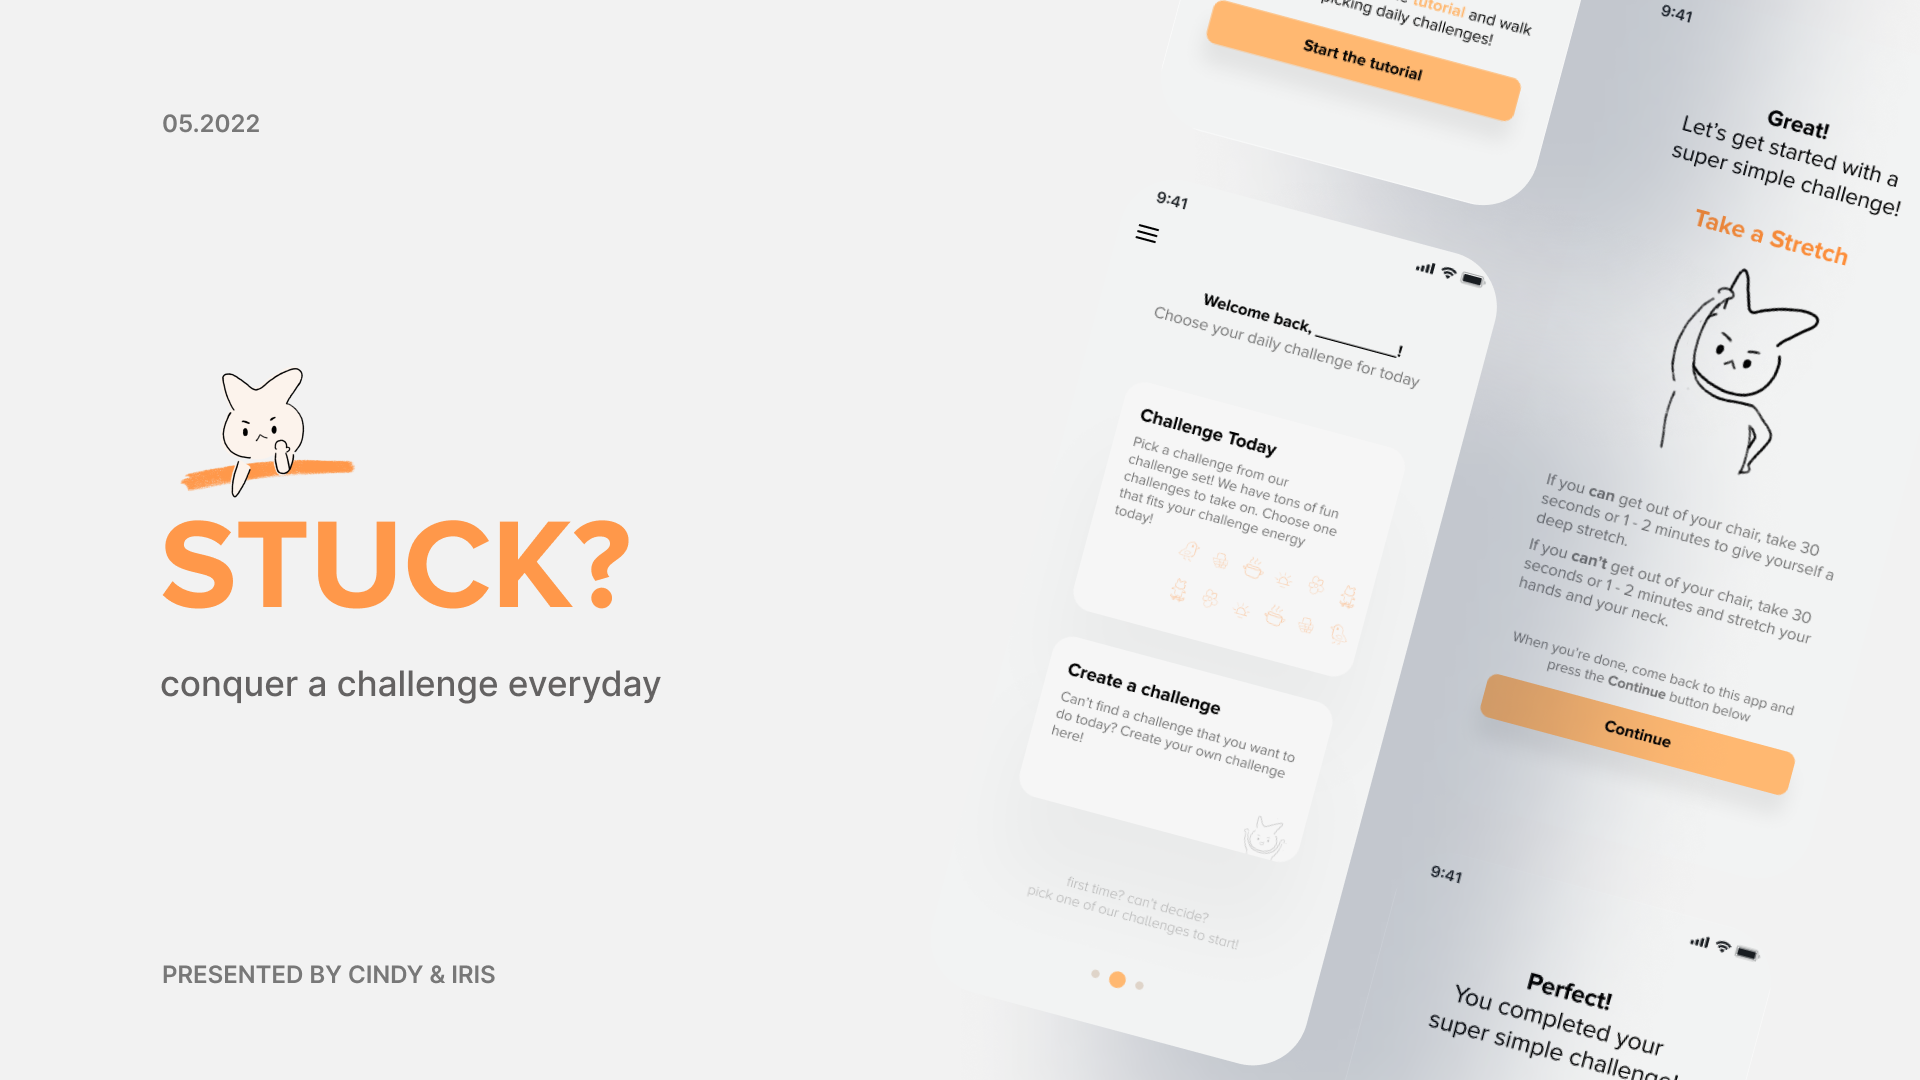 05.2022
STUCK?
conquer a challenge everyday
PRESENTED BY CINDY & IRIS
tutorial and walk
picking daily challenges!
Start the tutorial
9:41
Welcome back, ________!
Choose your daily challenge for today
Challenge Today
Pick a challenge from our
challenge set! We have tons of fun
challenges to take on. Choose one
that fits your challenge energy
today!
Create a challenge
Can't find a challenge that you want to
do today? Create your own challenge
here!
first time? can't decide?
pick one of our challenges to start!
9:41
Great!
Let's get started with a
super simple challenge!
Take a Stretch
If you can get out of your chair, take 30
seconds or 1 - 2 minutes to give yourself a
deep stretch.
If you can't get out of your chair, take 30
seconds or 1 - 2 minutes and stretch your
hands and your neck.
When you're done, come back to this app and
press the Continue button below
Continue
9:41
Perfect!
You completed your
super simple challenge!